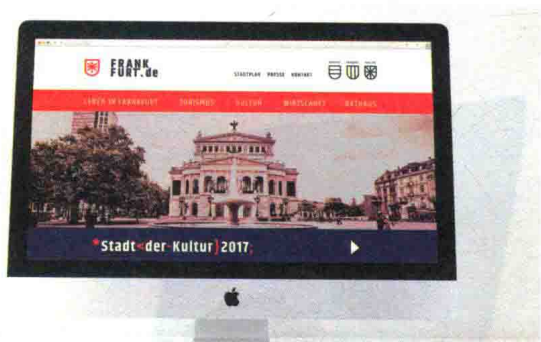 FRANK
FURT.de
STADTPLAN PRESSE KONTAKT
LEBEN IN FRANKFURT TOURISMUS KULTUR WIRTSCHAFT RATHAUS
*Stadt<der·Kultur}2017;